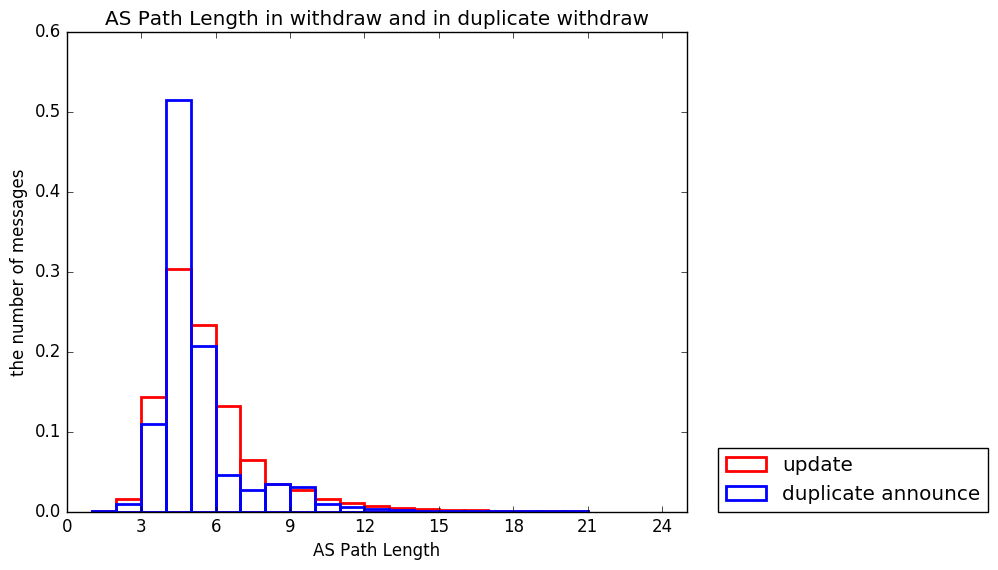 AS Path Length in withdraw and in duplicate withdraw
0.6
0.5
0.4
0.3
0.2
0.1
0.0
the number of messages
0 3 6 9 12 15 18 21 24
AS Path Length
update
duplicate announce